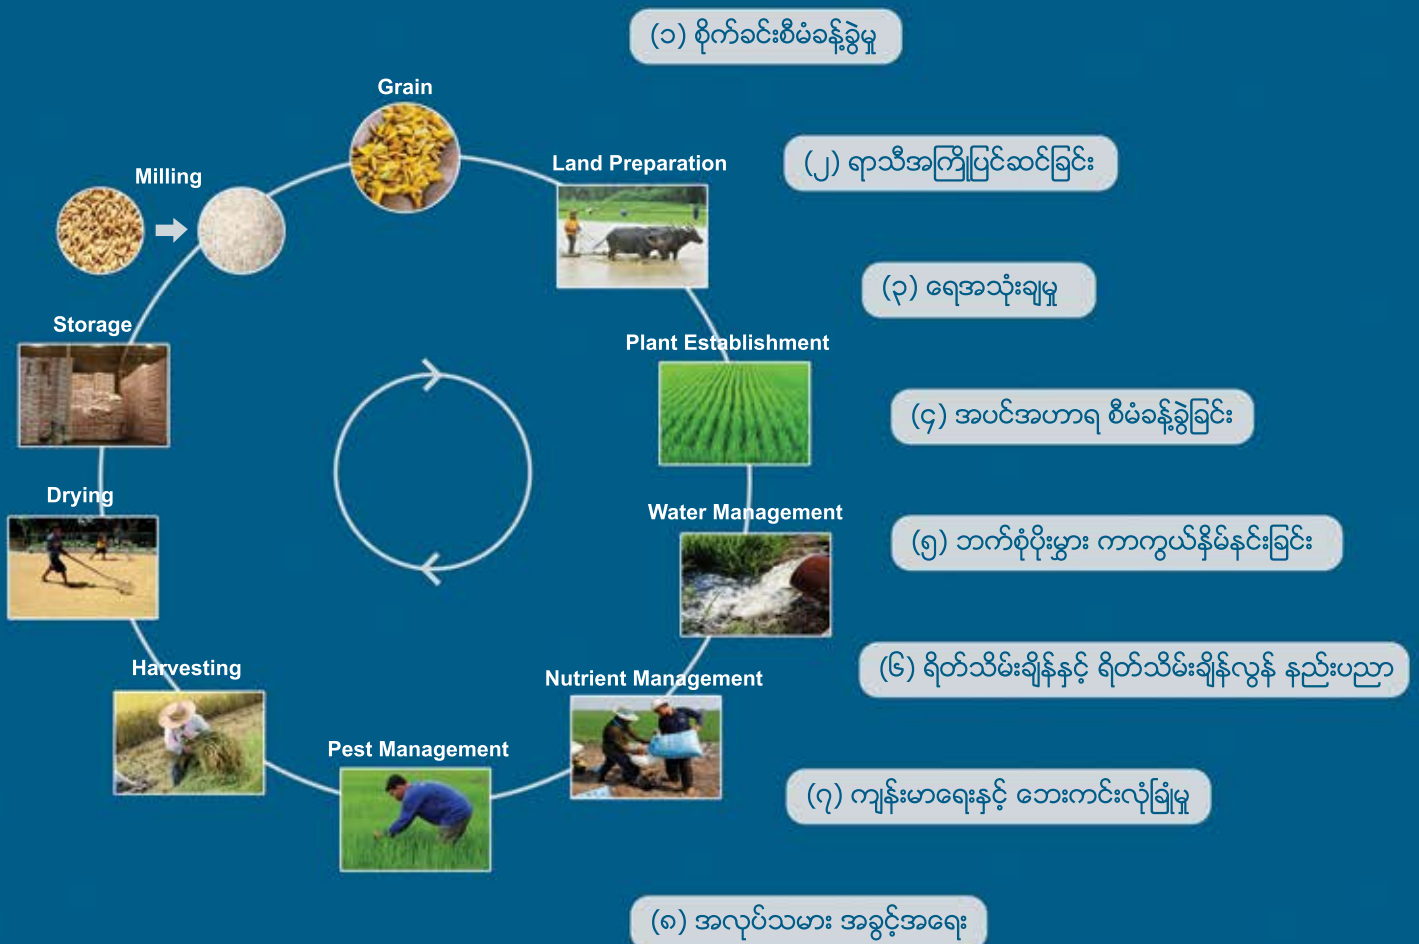 (၁) စိုက်ခင်းစီမံခန့်ခွဲမှု
Grain
Land Preparation
(၂) ရာသီအကြိုပြင်ဆင်ခြင်း
Milling
(၃) ရေအသုံးချမှု
Storage
Plant Establishment
(၄) အပင်အဟာရ စီမံခန့်ခွဲခြင်း
Drying
Water Management
(၅) ဘက်စုံပိုးမွှား ကာကွယ်နှိမ်နင်းခြင်း
Harvesting
Nutrient Management
(၆) ရိတ်သိမ်းချိန်နှင့် ရိတ်သိမ်းချိန်လွန် နည်းပညာ
Pest Management
(၇) ကျန်းမာရေးနှင့် ဘေးကင်းလုံခြုံမှု
(၈) အလုပ်သမား အခွင့်အရေး